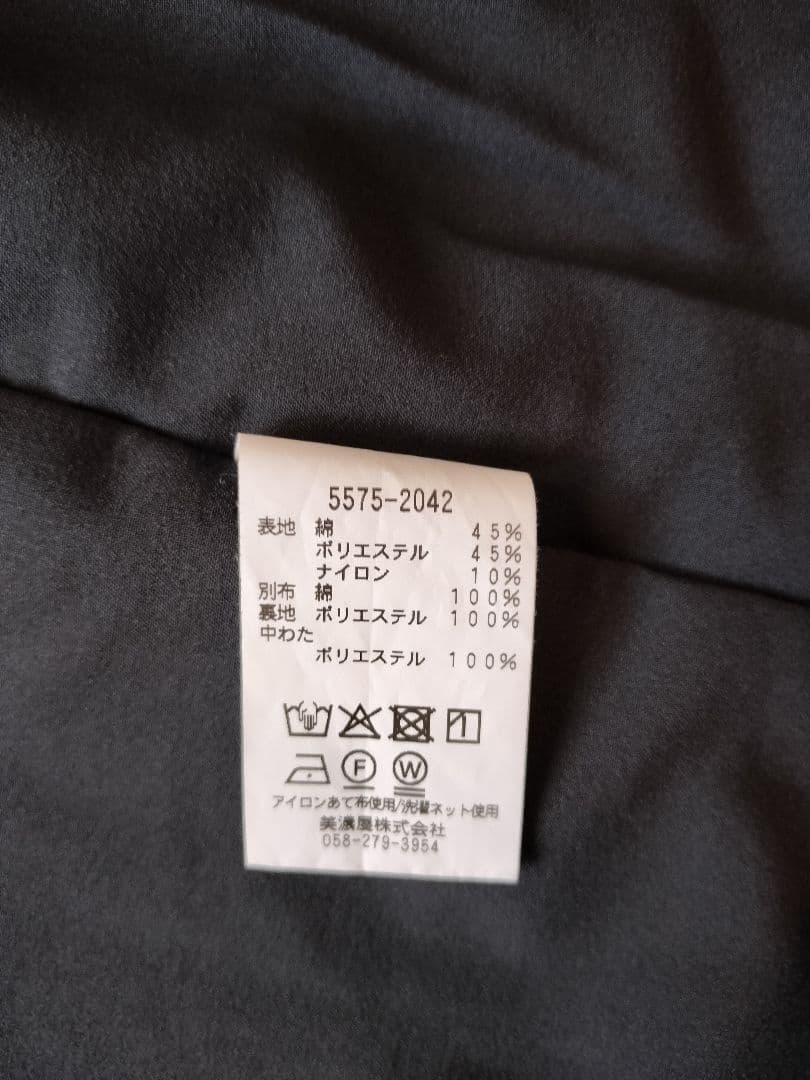 5575-2042
表地 綿 45%
ポリエステル 45%
ナイロン 10%
別布 綿 100%
裏地 ポリエステル 100%
中わた
ポリエステル 100%
F W
アイロンあて布使用/洗濯ネット使用
美濃屋株式会社
058-279-3954